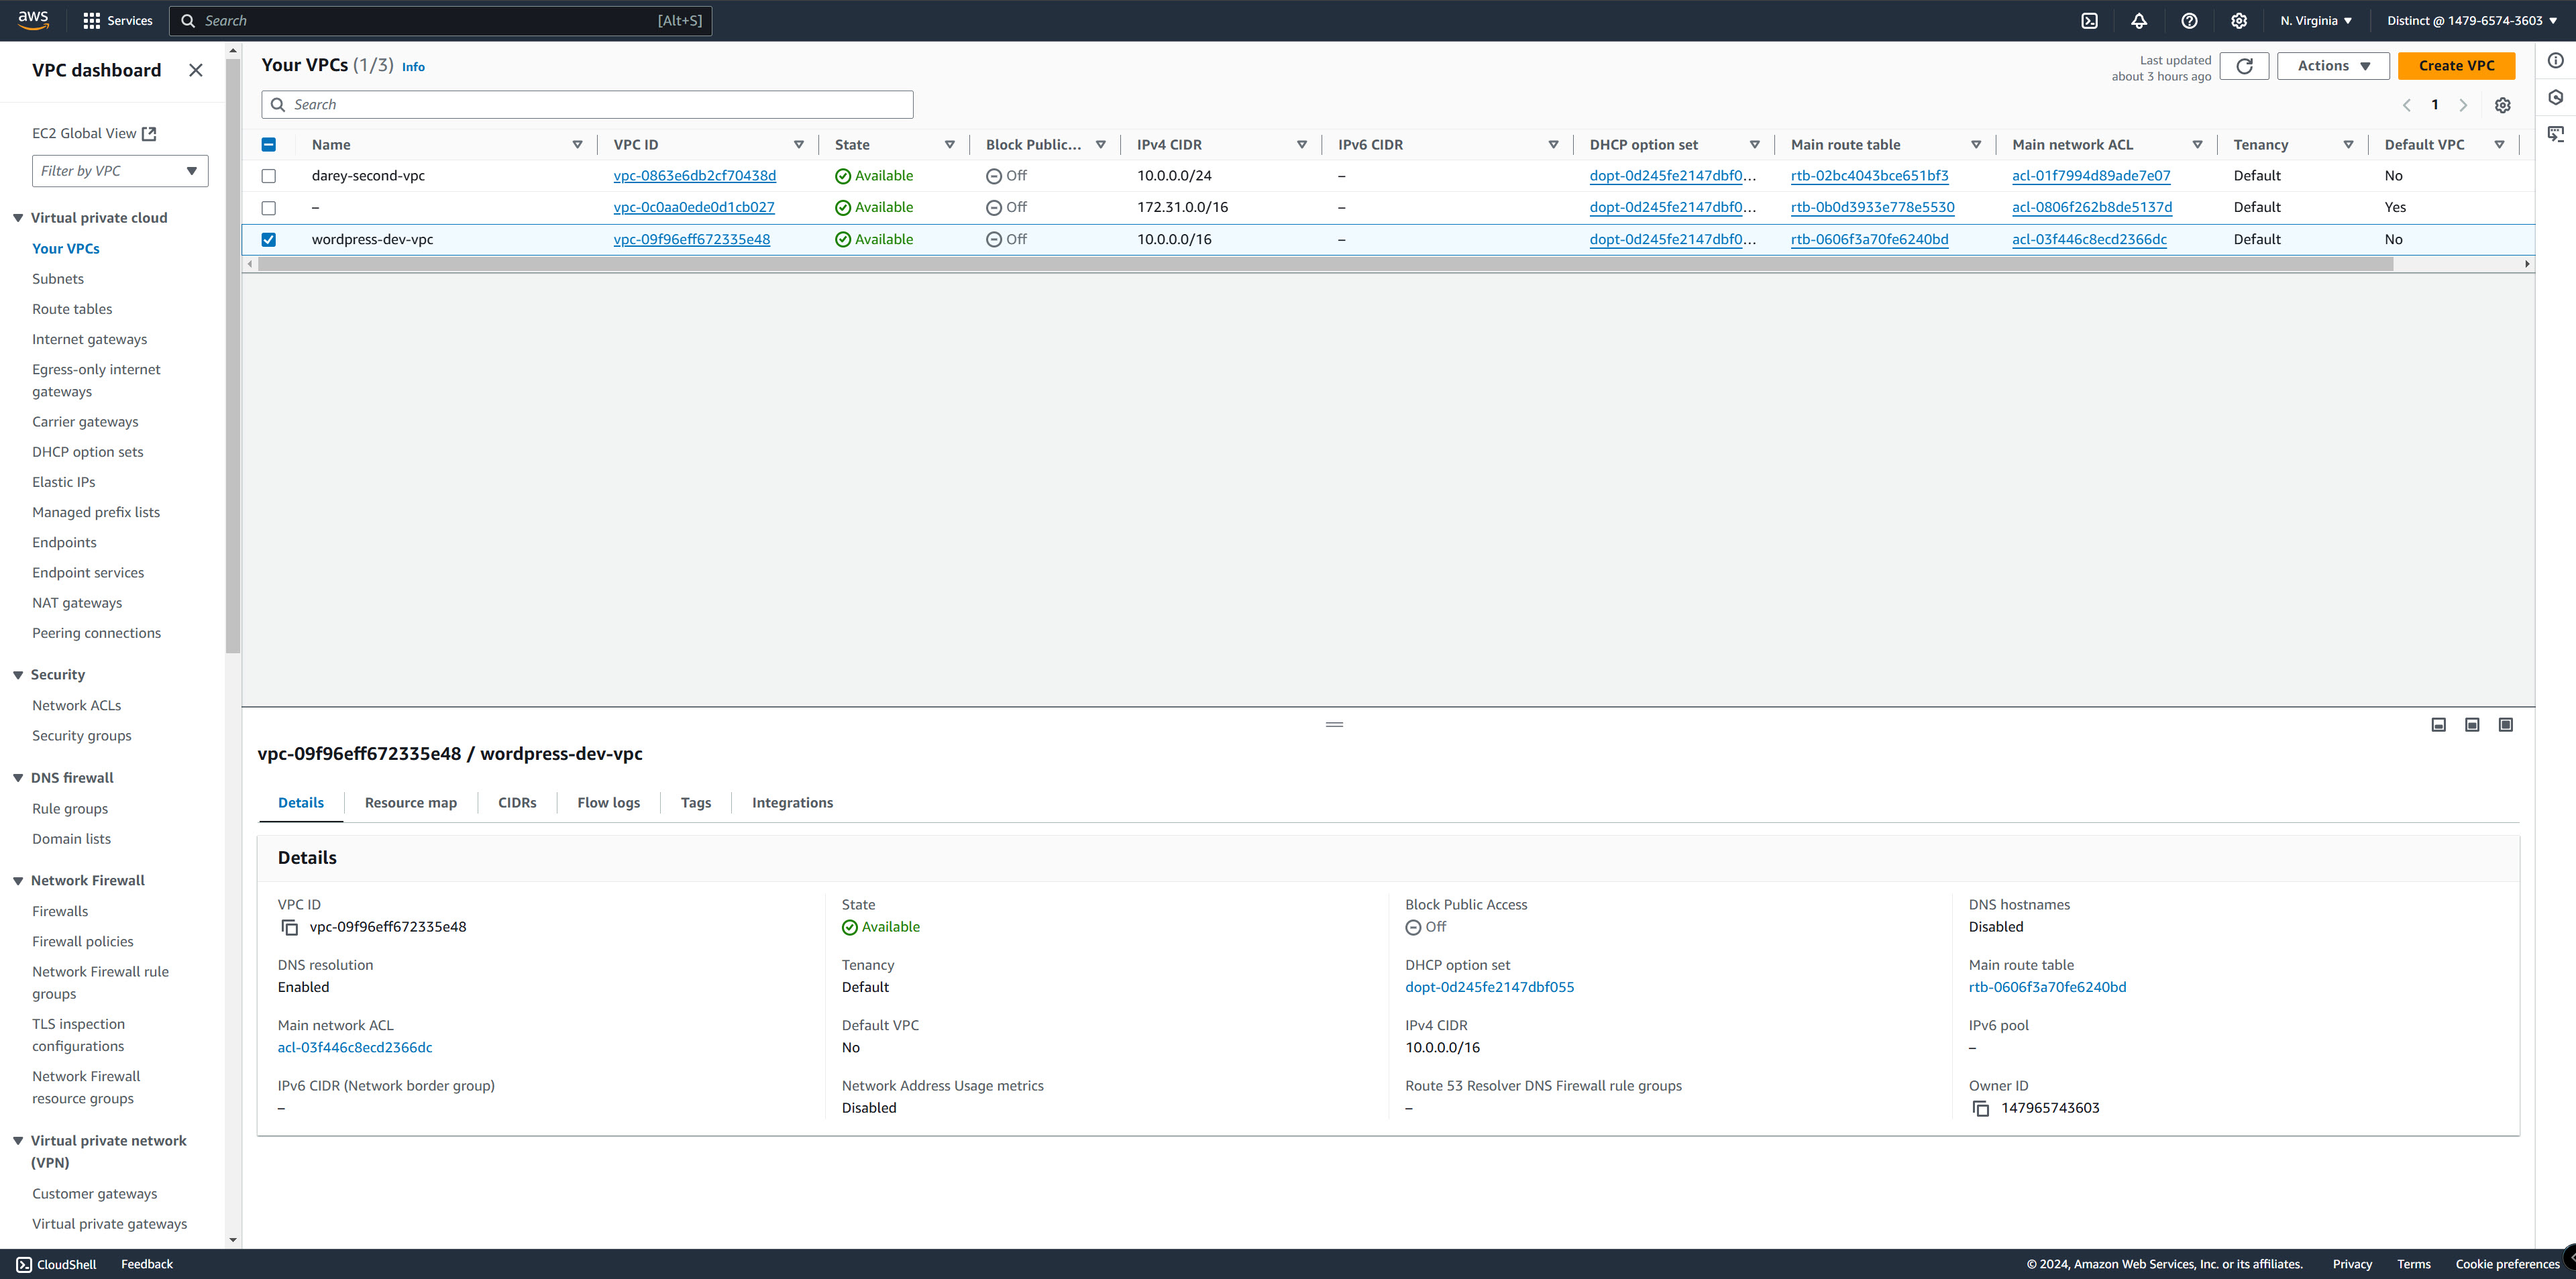 aws
Services
Search
[Alt+S]
N. Virginia
Distinct @ 1479-6574-3603
VPC dashboard
EC2 Global View
Filter by VPC
Virtual private cloud
Your VPCs
Subnets
Route tables
Internet gateways
Egress-only internet
gateways
Carrier gateways
DHCP option sets
Elastic IPs
Managed prefix lists
Endpoints
Endpoint services
NAT gateways
Peering connections
Security
Network ACLs
Security groups
DNS firewall
Rule groups
Domain lists
Network Firewall
Firewalls
Firewall policies
Network Firewall rule
groups
TLS inspection
configurations
Network Firewall
resource groups
Virtual private network
(VPN)
Customer gateways
Virtual private gateways
Your VPCs (1/3) Info
Last updated
about 3 hours ago
Actions
Create VPC
Search
1
Name VPC ID State Block Public... IPv4 CIDR IPv6 CIDR DHCP option set Main route table Main network ACL Tenancy Default VPC
darey-second-vpc vpc-0863e6db2cf70438d Available Off 10.0.0.0/24 – dopt-0d245fe2147dbf0... rtb-02bc4043bce651bf3 acl-01f7994d89ade7e07 Default No
– vpc-0c0aa0ede0d1cb027 Available Off 172.31.0.0/16 – dopt-0d245fe2147dbf0... rtb-0b0d3933e778e5530 acl-0806f262b8de5137d Default Yes
wordpress-dev-vpc vpc-09f96eff672335e48 Available Off 10.0.0.0/16 – dopt-0d245fe2147dbf0... rtb-0606f3a70fe6240bd acl-03f446c8ecd2366dc Default No
vpc-09f96eff672335e48 / wordpress-dev-vpc
Details Resource map CIDRs Flow logs Tags Integrations
Details
VPC ID
vpc-09f96eff672335e48
State
Available
Block Public Access
Off
DNS hostnames
Disabled
DNS resolution
Enabled
Tenancy
Default
DHCP option set
dopt-0d245fe2147dbf055
Main route table
rtb-0606f3a70fe6240bd
Main network ACL
acl-03f446c8ecd2366dc
Default VPC
No
IPv4 CIDR
10.0.0.0/16
IPv6 pool
–
IPv6 CIDR (Network border group)
–
Network Address Usage metrics
Disabled
Route 53 Resolver DNS Firewall rule groups
–
Owner ID
147965743603
CloudShell Feedback
© 2024, Amazon Web Services, Inc. or its affiliates. Privacy Terms Cookie preferences